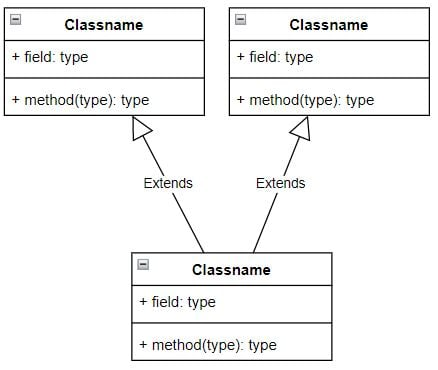 Classname
+ field: type
+ method(type): type
Classname
+ field: type
+ method(type): type
Extends
Extends
Classname
+ field: type
+ method(type): type